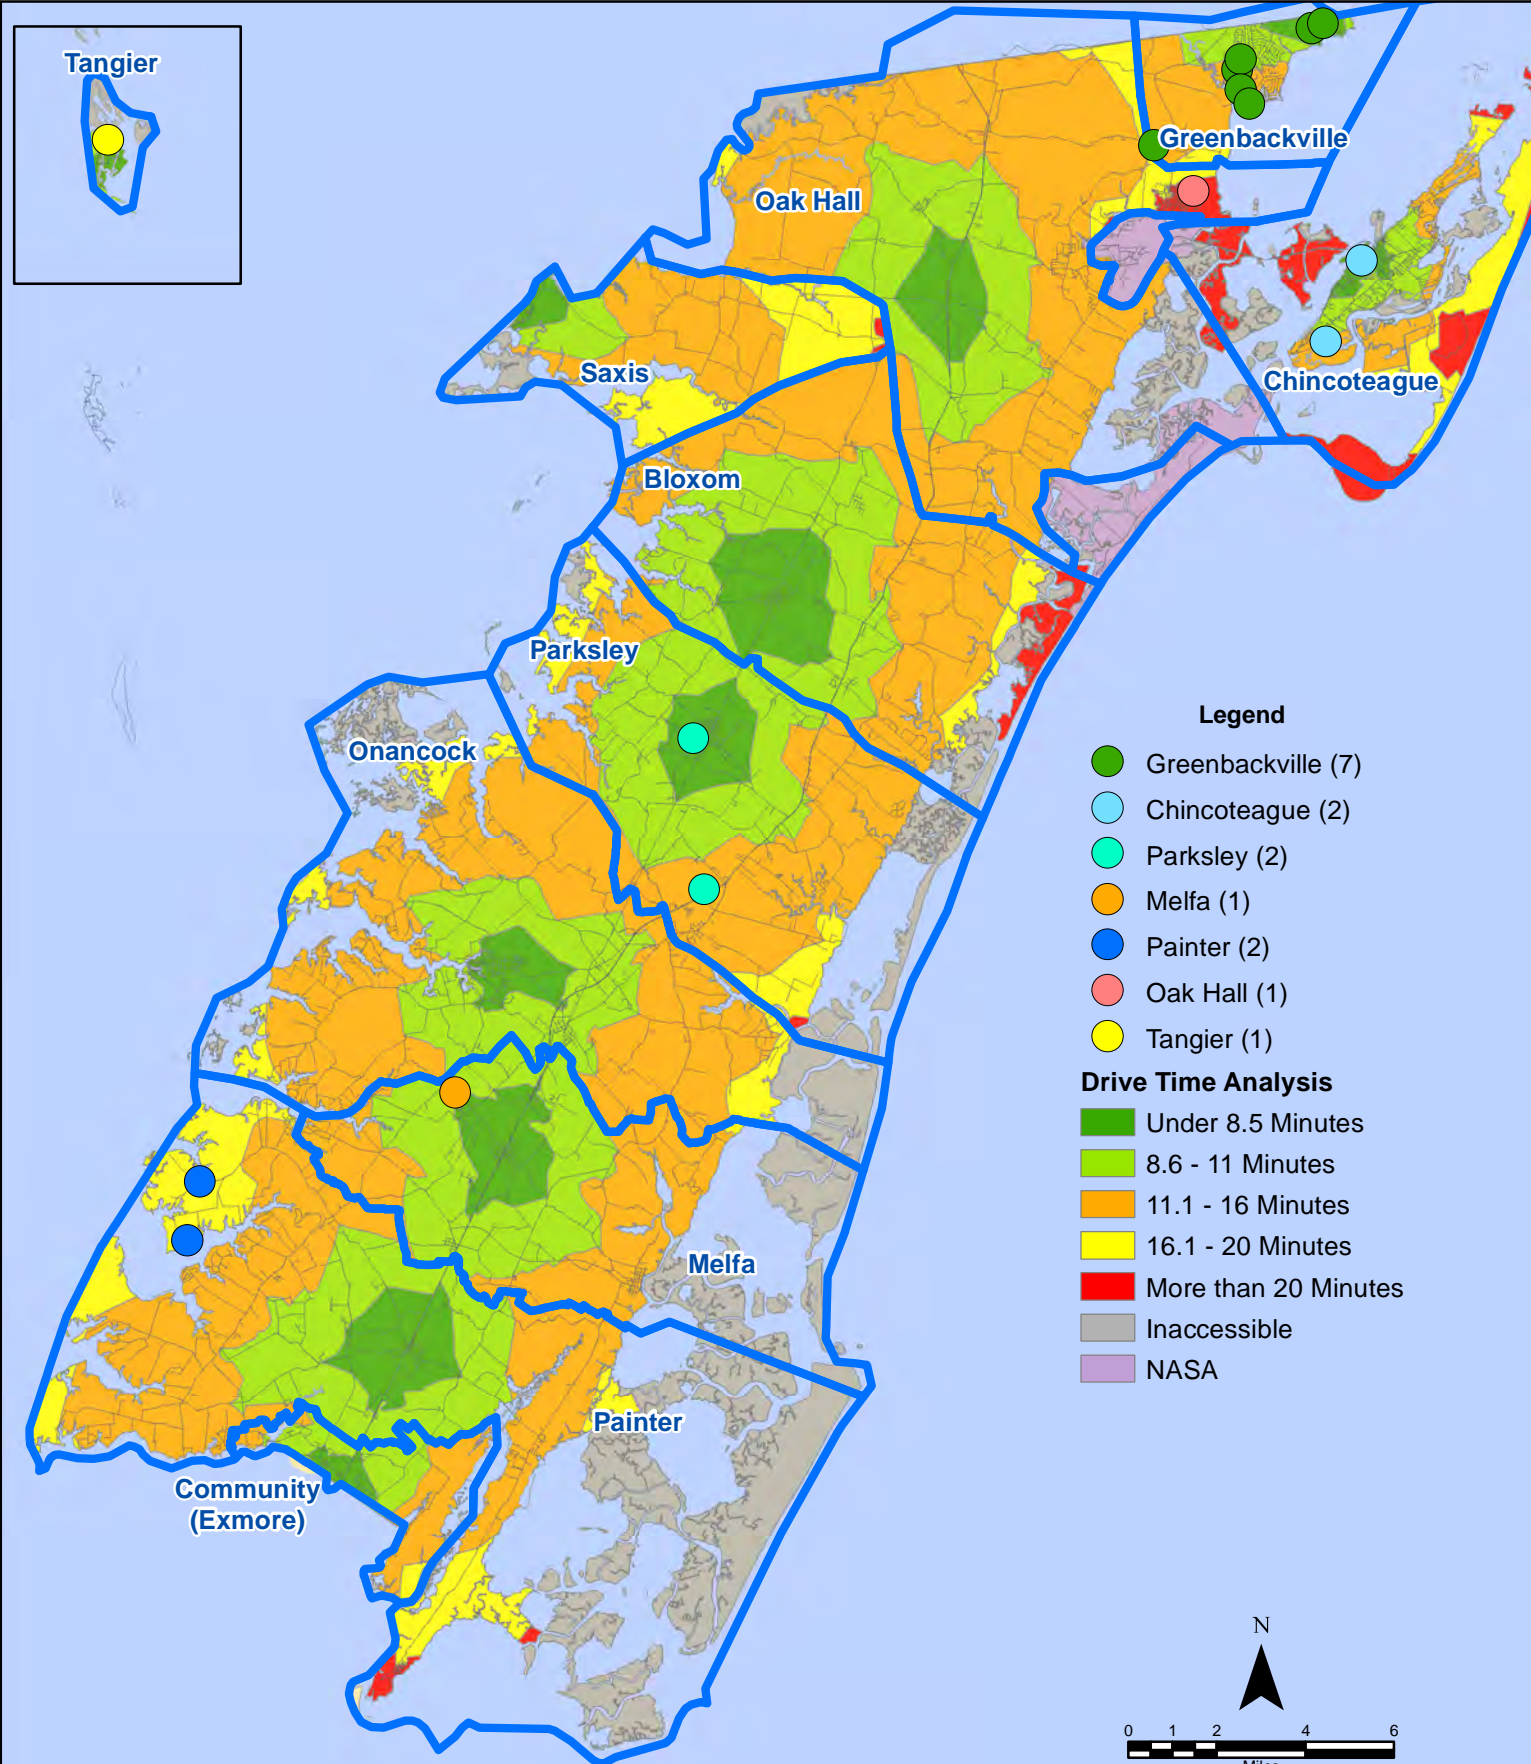 Tangier
Greenbackville
Oak Hall
Chincoteague
Saxis
Bloxom
Parksley
Onancock
Melfa
Painter
Community
(Exmore)
Legend
Greenbackville (7)
Chincoteague (2)
Parksley (2)
Melfa (1)
Painter (2)
Oak Hall (1)
Tangier (1)
Drive Time Analysis
Under 8.5 Minutes
8.6 - 11 Minutes
11.1 - 16 Minutes
16.1 - 20 Minutes
More than 20 Minutes
Inaccessible
NASA
N
0 1 2 4 6
Miles